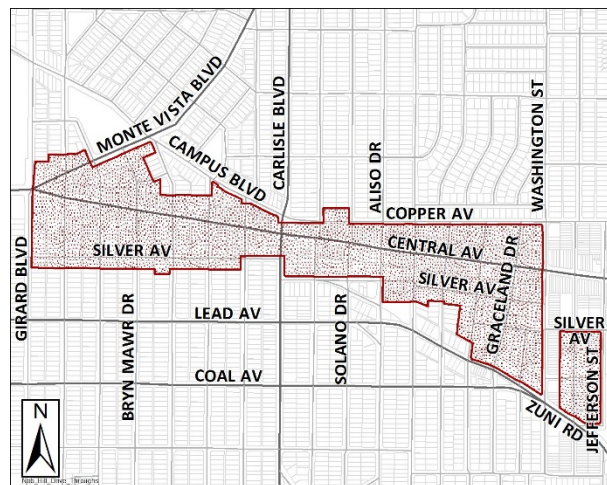 MONTE VISTA BLVD
CAMPUS BLVD
CARLISLE BLVD
ALISO DR
WASHINGTON ST
COPPER AV
CENTRAL AV
SILVER AV
SILVER AV
GRACELAND DR
GIRARD BLVD
BRYN MAWR DR
LEAD AV
SOLANO DR
SILVER
AV
COAL AV
ZUNI RD
JEFFERSON ST
N
Nob_Hill_Drive_Throughs